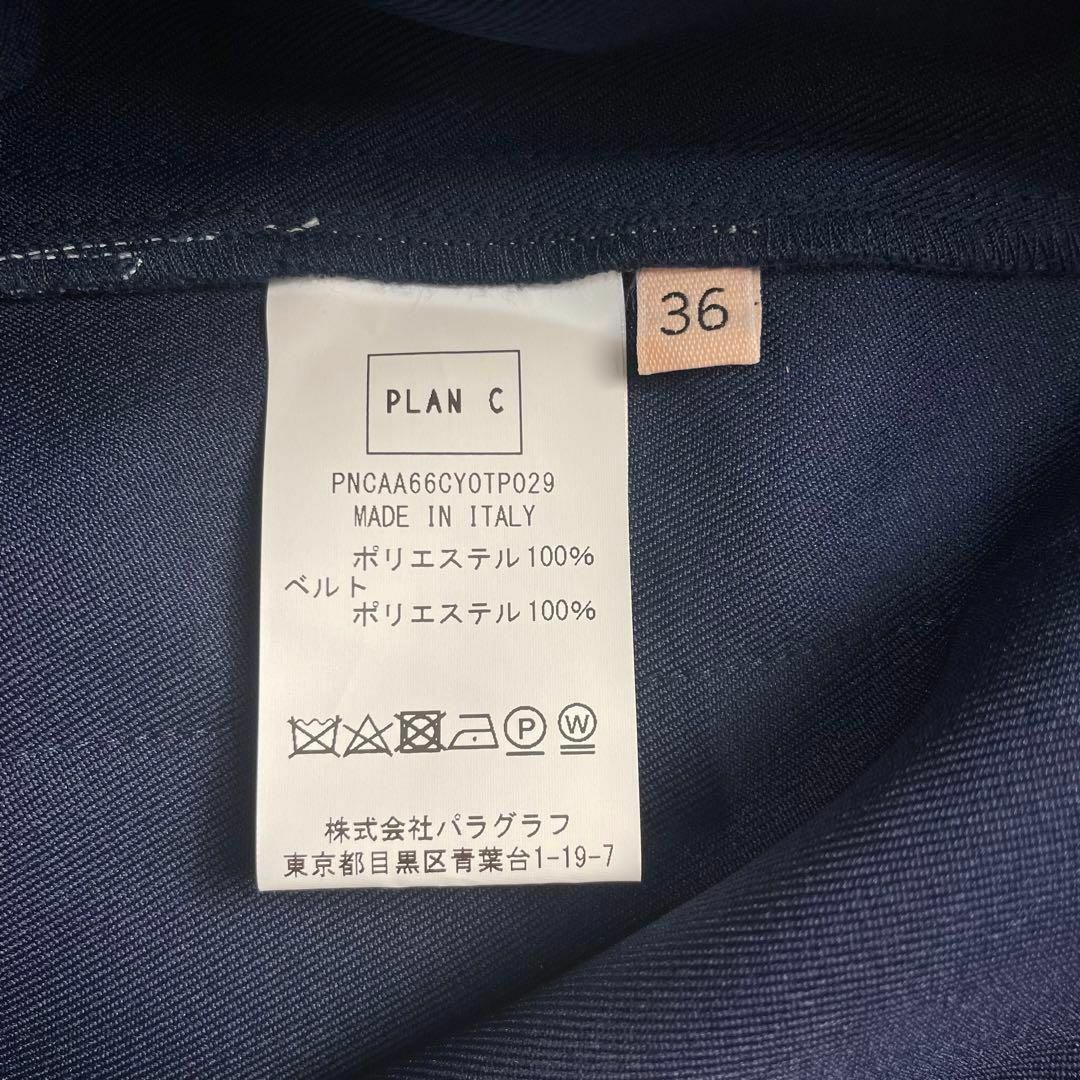 PLAN C
36
PNCAA66CY0TP029
MADE IN ITALY
ポリエステル100%
ベルト
ポリエステル100%
P W
株式会社パラグラフ
東京都目黒区青葉台1-19-7